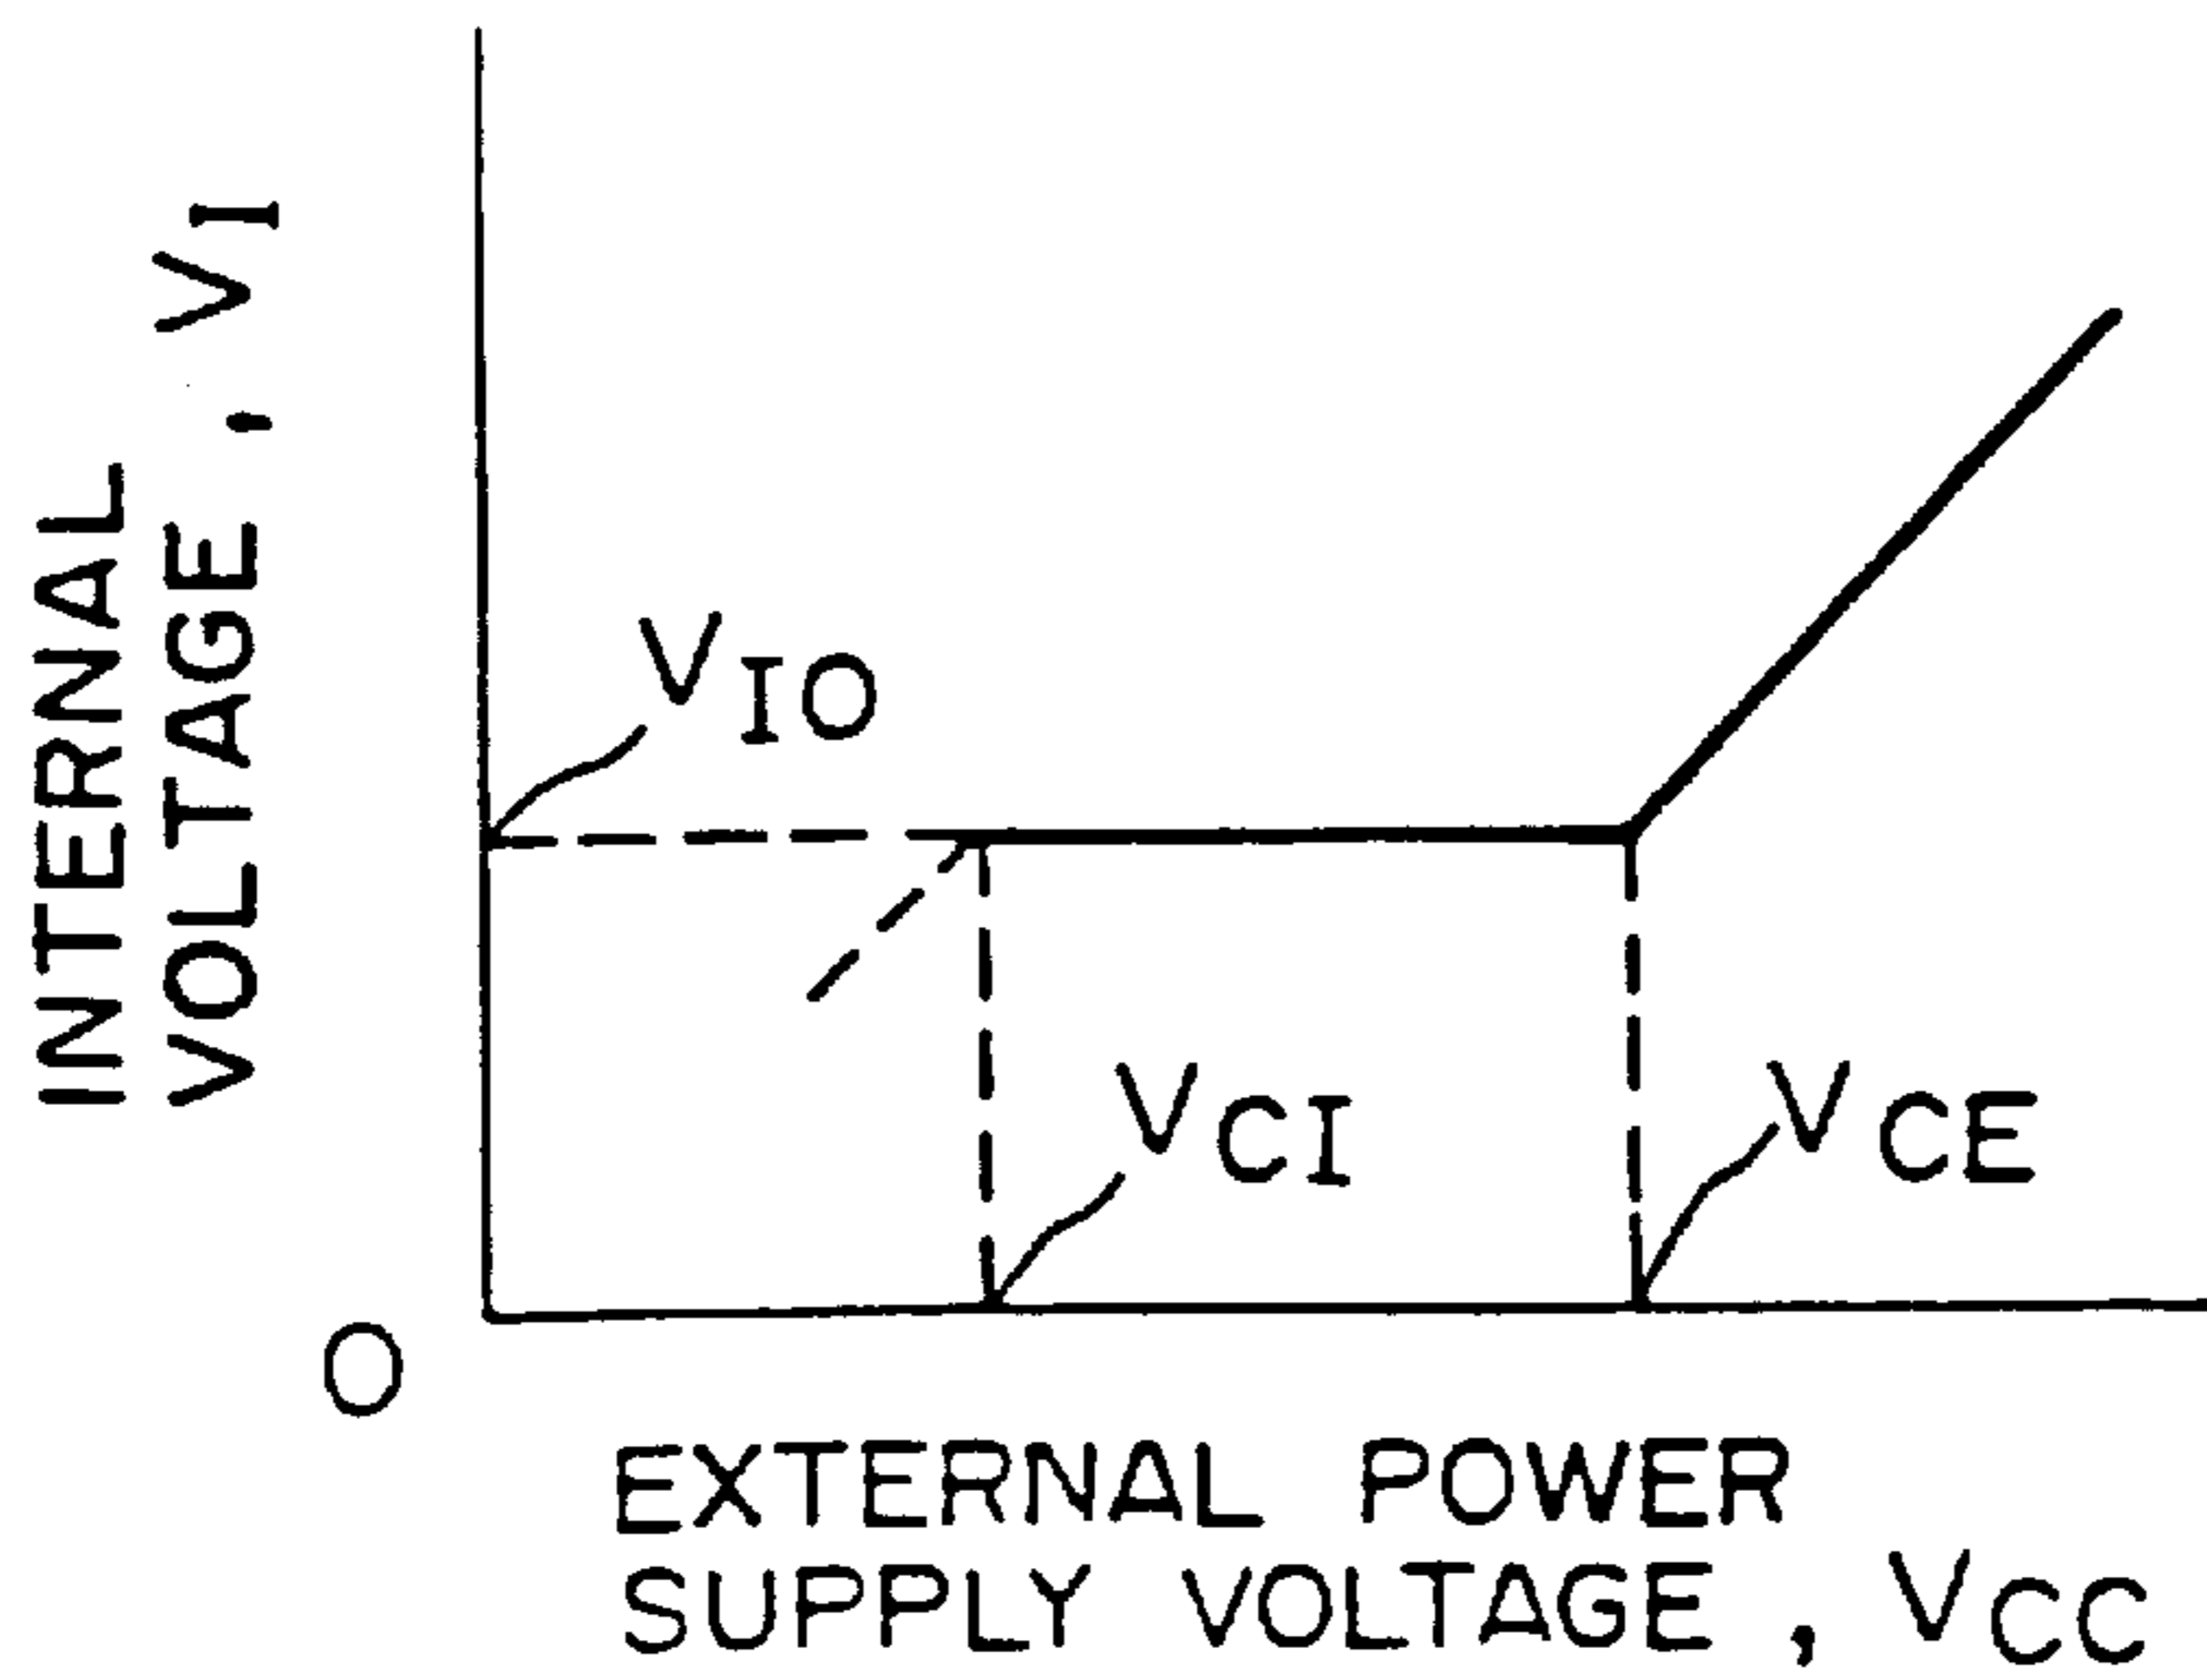 INTERNAL
VOLTAGE , VI
VIO
VCI
VCE
O
EXTERNAL POWER
SUPPLY VOLTAGE , VCC